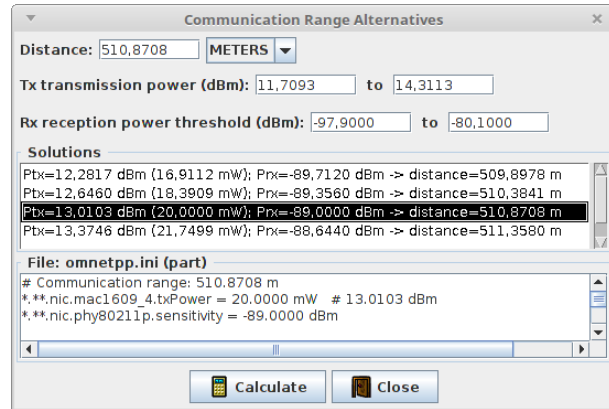 Communication Range Alternatives
Distance: 510,8708 METERS
Tx transmission power (dBm): 11,7093 to 14,3113
Rx reception power threshold (dBm): -97,9000 to -80,1000
Solutions
Ptx=12,2817 dBm (16,9112 mW); Prx=-89,7120 dBm -> distance=509,8978 m
Ptx=12,6460 dBm (18,3909 mW); Prx=-89,3560 dBm -> distance=510,3841 m
Ptx=13,0103 dBm (20,0000 mW); Prx=-89,0000 dBm -> distance=510,8708 m
Ptx=13,3746 dBm (21,7499 mW); Prx=-88,6440 dBm -> distance=511,3580 m
File: omnetpp.ini (part)
# Communication range: 510.8708 m
*.**.nic.mac1609_4.txPower = 20.0000 mW # 13.0103 dBm
*.**.nic.phy80211p.sensitivity = -89.0000 dBm
Calculate Close